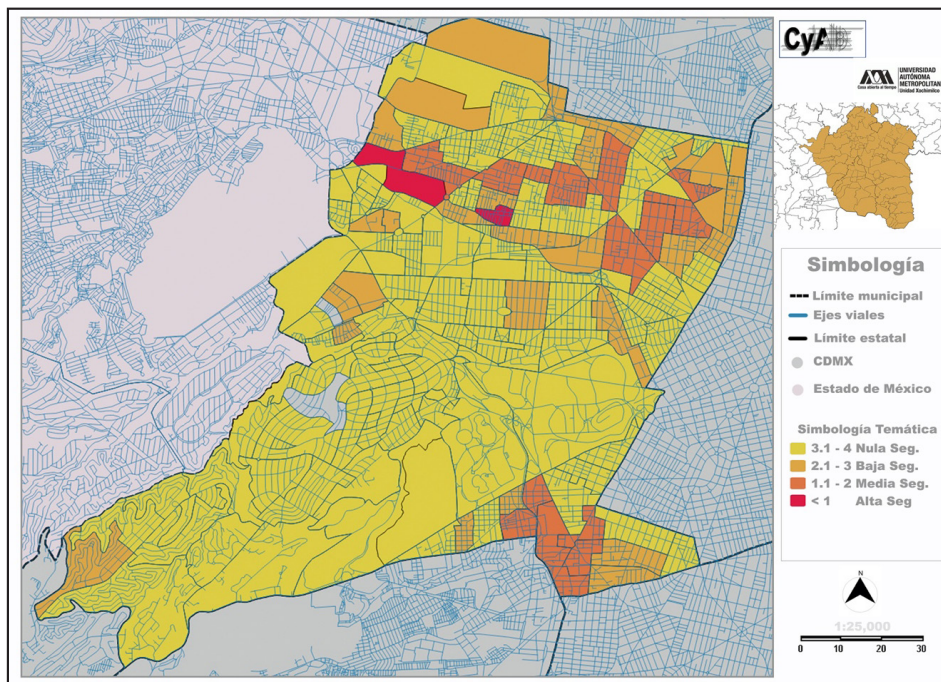 CyAD
Casa abierta al tiempo
UNIVERSIDAD
AUTÓNOMA
METROPOLITANA
Unidad Xochimilco
Simbología
Límite municipal
Ejes viales
Límite estatal
CDMX
Estado de México
Simbología Temática
3.1 - 4 Nula Seg.
2.1 - 3 Baja Seg.
1.1 - 2 Media Seg.
< 1 Alta Seg
N
1:25,000
0 10 20 30